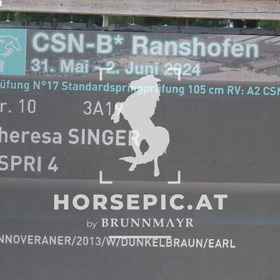 CSN-B* Ranshofen
31. Mai - 2. Juni 2024
üfung N°17 Standardspringprüfung 105 cm RV: A2 CSN
r. 10 3A19
heresa SINGER
SPRI 4
HORSEPIC.AT
by BRUNNMAYR
NNOVERANER/2013/W/DUNKELBRAUN/EARL